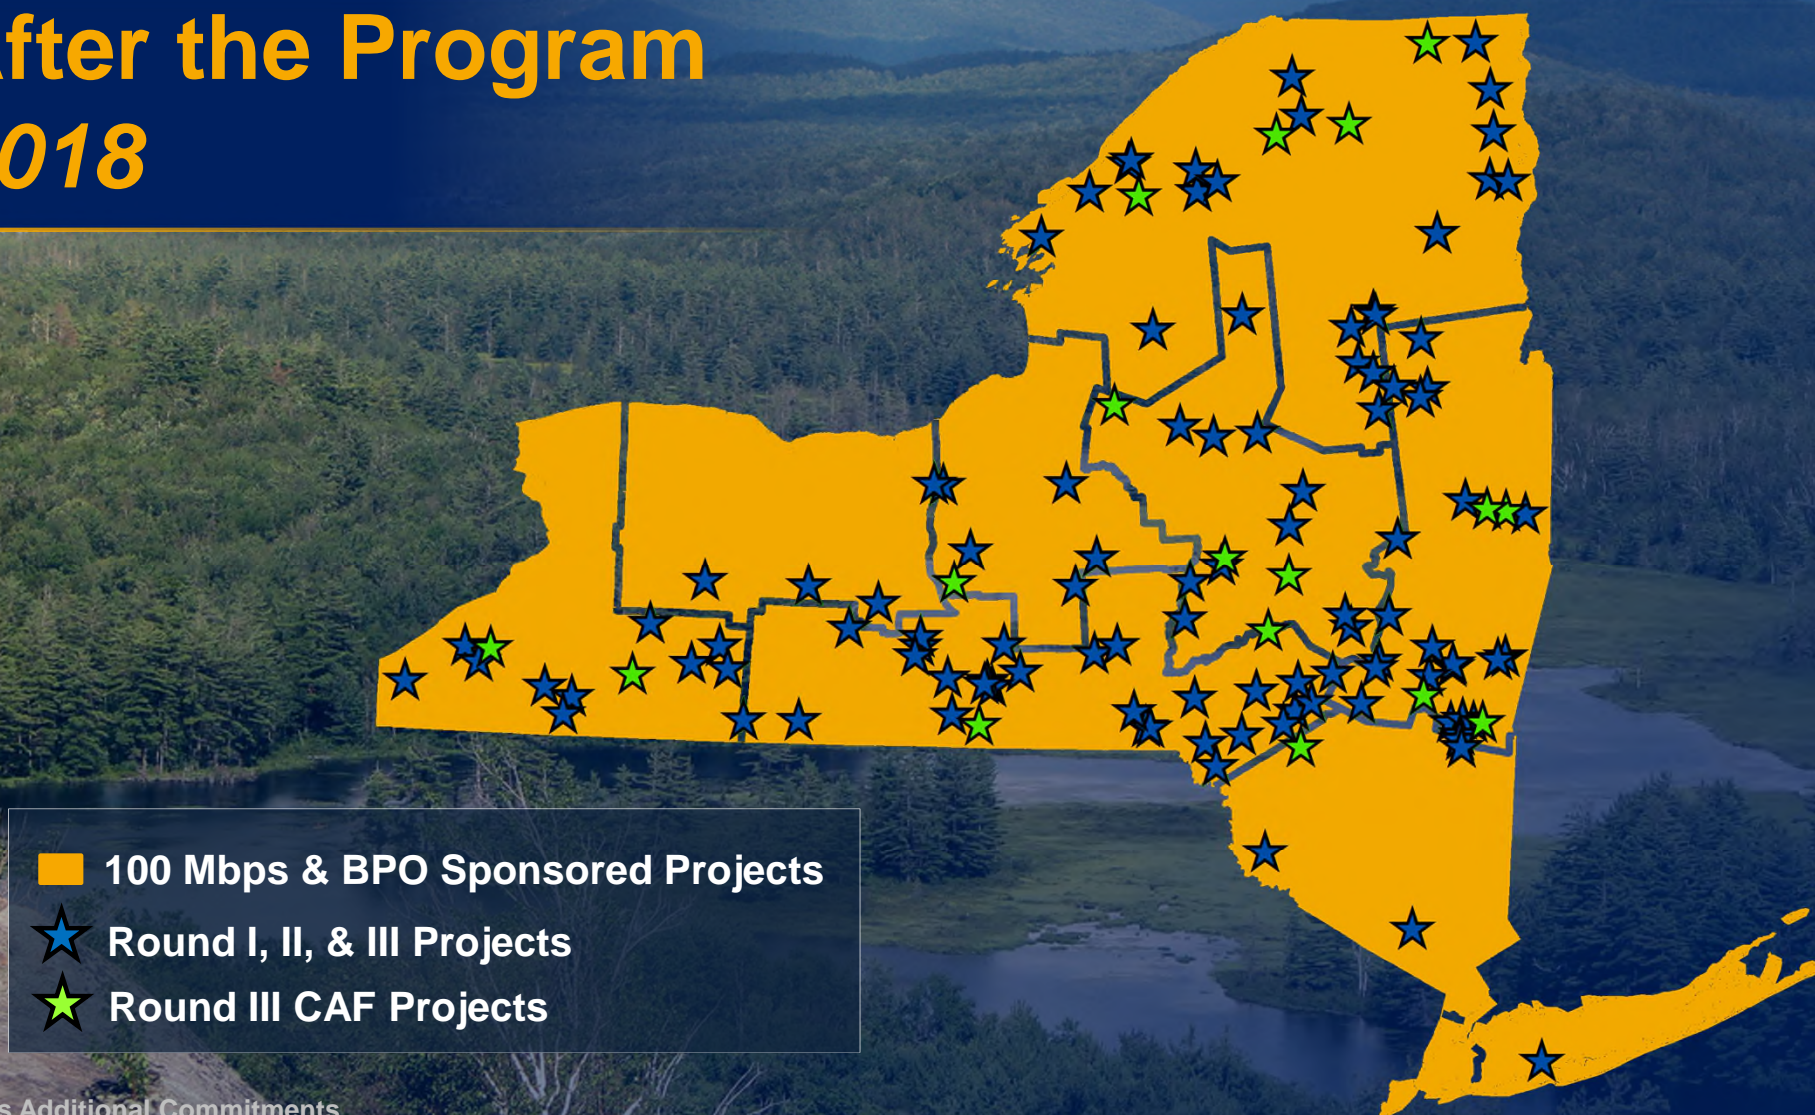 fter the Program
018
100 Mbps & BPO Sponsored Projects
Round I, II, & III Projects
Round III CAF Projects
s Additional Commitments